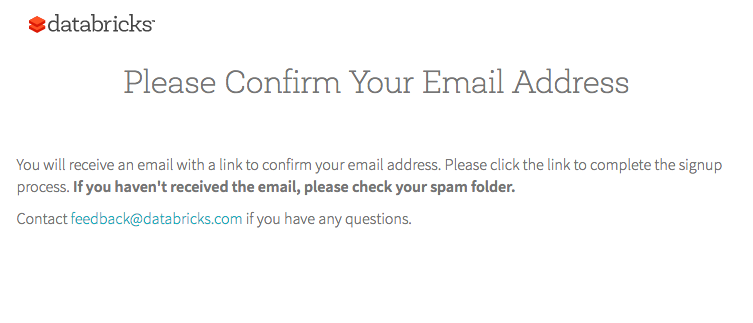 databricks™
Please Confirm Your Email Address
You will receive an email with a link to confirm your email address. Please click the link to complete the signup
process. If you haven't received the email, please check your spam folder.
Contact feedback@databricks.com if you have any questions.